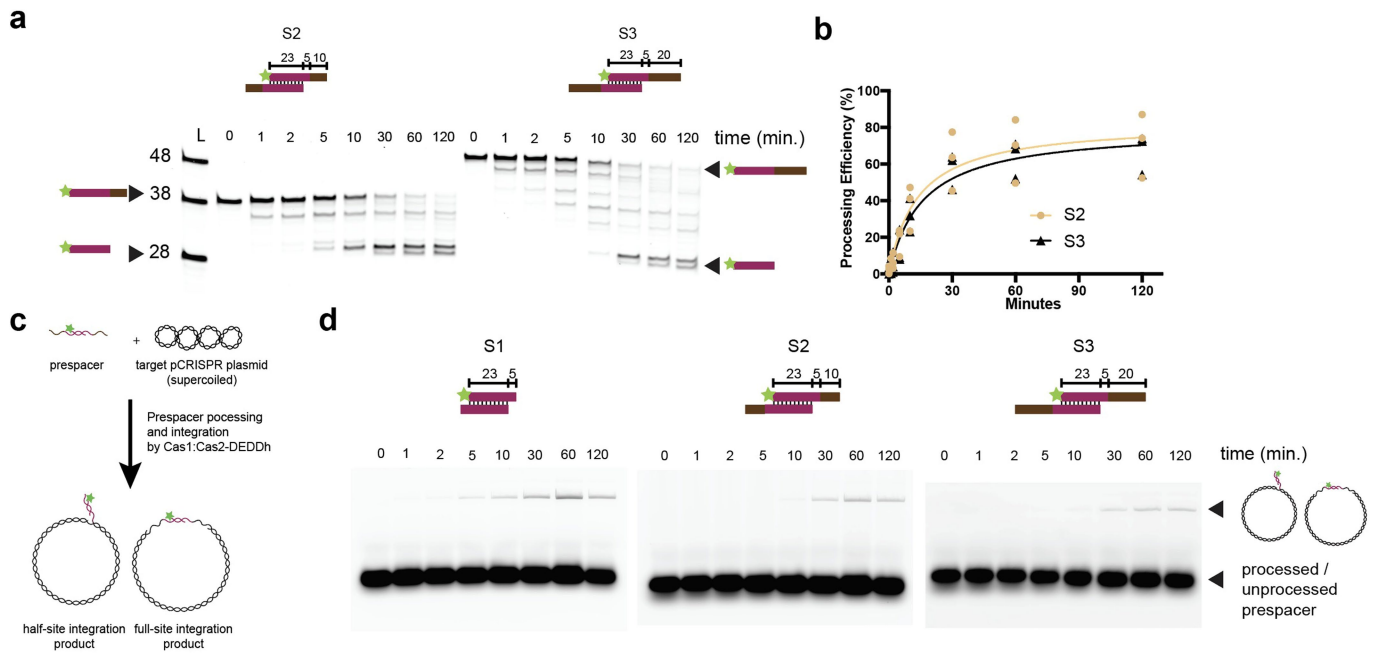 a
S2
23 5 10
S3
23 5 20
L 0 1 2 5 10 30 60 120
0 1 2 5 10 30 60 120 time (min.)
48
38
28
b
Processing Efficiency (%)
100
80
60
40
20
0
0 30 60 90 120
Minutes
S2
S3
c
prespacer
+
target pCRISPR plasmid
(supercoiled)
Prespacer pocessing
and integration
by Cas1:Cas2-DEDDh
half-site integration
product
full-site integration
product
d
S1
23 5
S2
23 5 10
S3
23 5 20
0 1 2 5 10 30 60 120
0 1 2 5 10 30 60 120
0 1 2 5 10 30 60 120 time (min.)
processed /
unprocessed
prespacer